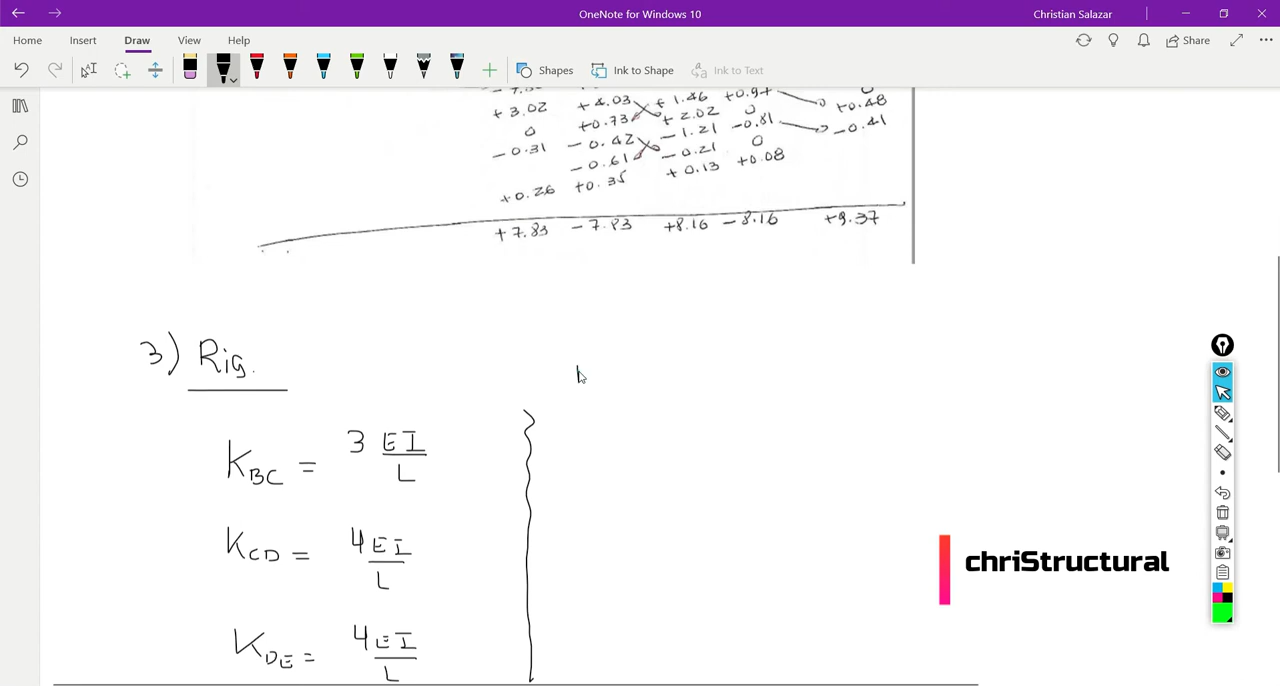 OneNote for Windows 10
Christian Salazar
Home Insert Draw View Help
Share
Shapes Ink to Shape Ink to Text
+3.02 +4.03 +1.46 +0.97 0
0 +0.73 +2.02 0 +0.48
-0.31 -0.42 -1.21 -0.81 -0.41
-0.61 -0.21 0
+0.26 +0.35 +0.13 +0.08
+7.83 -7.83 +8.16 -8.16 +9.37
3) Rig.
KBC = 3 EI
L
KCD = 4EI
L
KDE = 4EI
L
chriStructural